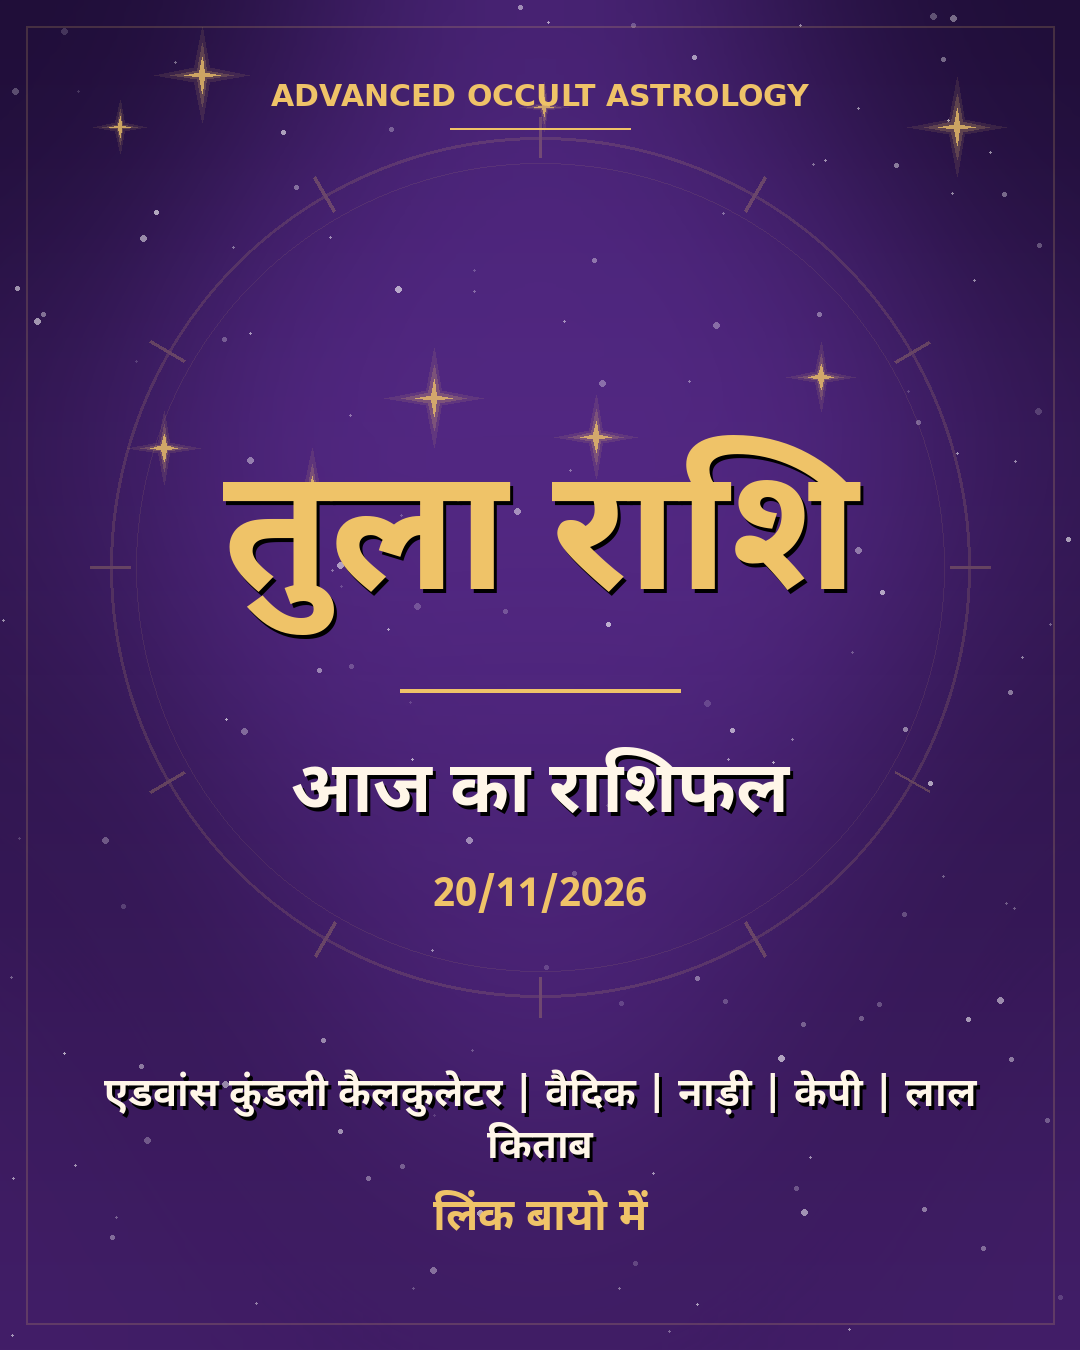 ADVANCED OCCULT ASTROLOGY
तुला राशि
आज का राशिफल
20/11/2026
एडवांस कुंडली कैलकुलेटर | वैदिक | नाड़ी | केपी | लाल
किताब
लिंक बायो में